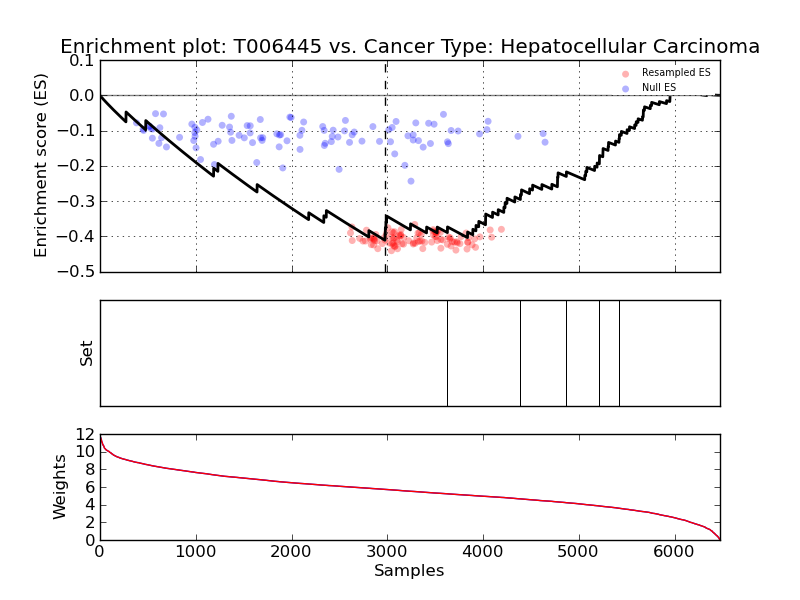 Enrichment plot: T006445 vs. Cancer Type: Hepatocellular Carcinoma
Enrichment score (ES)
0.1
0.0
−0.1
−0.2
−0.3
−0.4
−0.5
Resampled ES
Null ES
Set
Weights
12
10
8
6
4
2
0
0 1000 2000 3000 4000 5000 6000
Samples